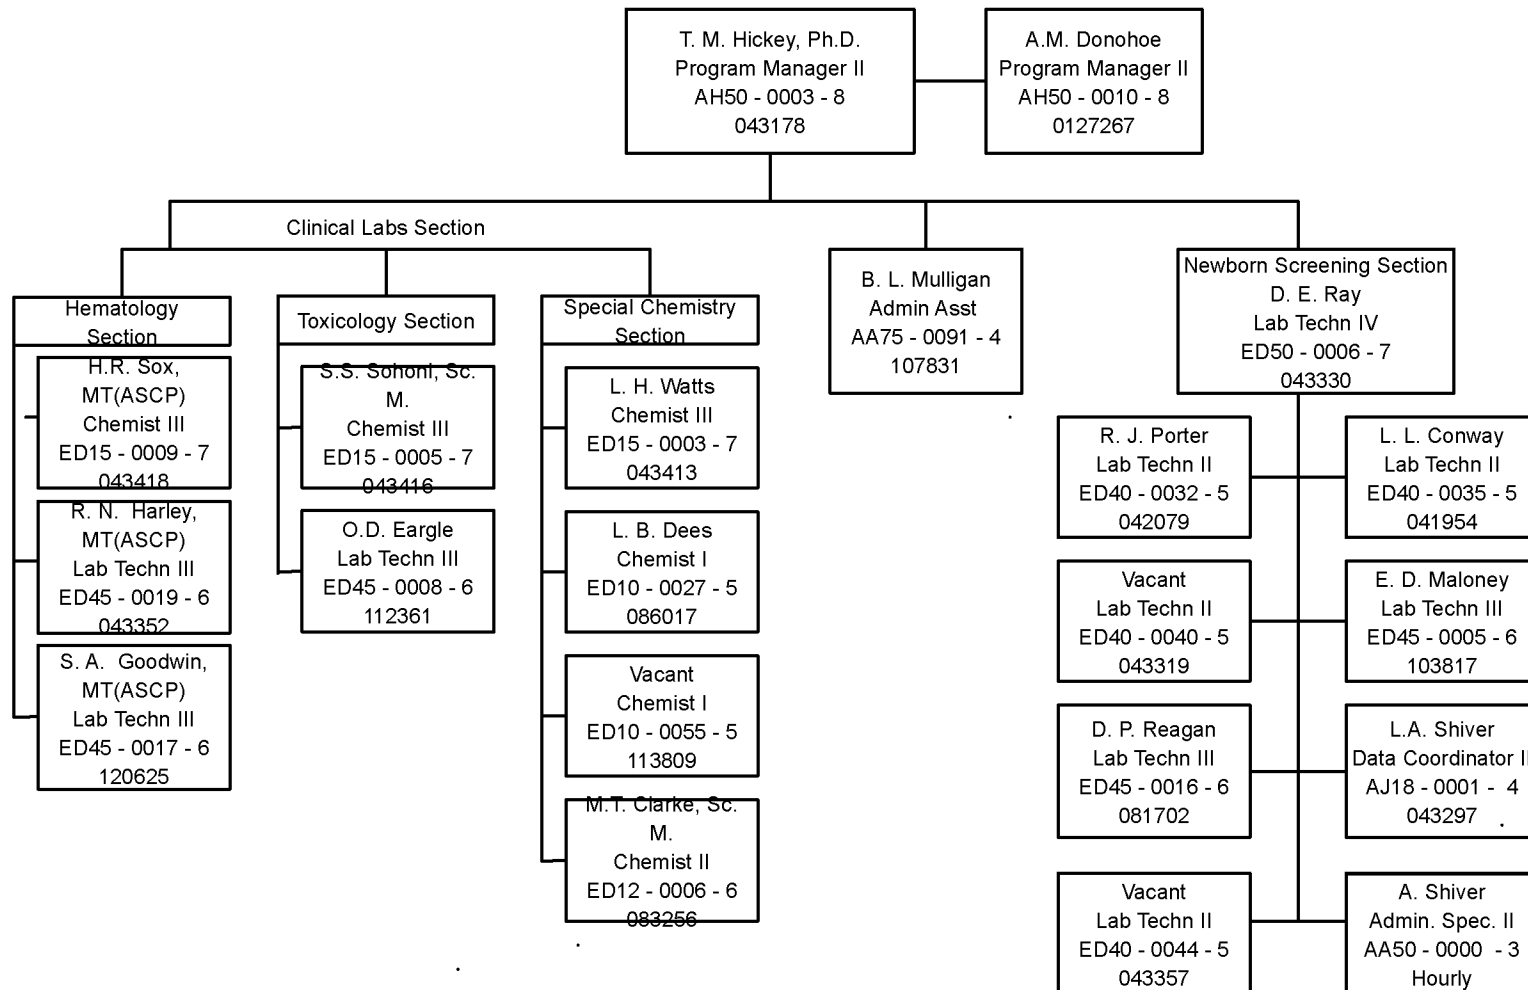 T. M. Hickey, Ph.D.
Program Manager II
AH50 - 0003 - 8
043178
A.M. Donohoe
Program Manager II
AH50 - 0010 - 8
0127267
Clinical Labs Section
Hematology
Section
H.R. Sox,
MT(ASCP)
Chemist III
ED15 - 0009 - 7
043418
R. N.  Harley,
MT(ASCP)
Lab Techn III
ED45 - 0019 - 6
043352
S. A.  Goodwin,
MT(ASCP)
Lab Techn III
ED45 - 0017 - 6
120625
Toxicology Section
S.S. Sohoni, Sc.
M.
Chemist III
ED15 - 0005 - 7
043416
O.D. Eargle
Lab Techn III
ED45 - 0008 - 6
112361
Special Chemistry
Section
L. H. Watts
Chemist III
ED15 - 0003 - 7
043413
L. B. Dees
Chemist I
ED10 - 0027 - 5
086017
Vacant
Chemist I
ED10 - 0055 - 5
113809
M.T. Clarke, Sc.
M.
Chemist II
ED12 - 0006 - 6
083256
B. L. Mulligan
Admin Asst
AA75 - 0091 - 4
107831
Newborn Screening Section
D. E. Ray
Lab Techn IV
ED50 - 0006 - 7
043330
R. J. Porter
Lab Techn II
ED40 - 0032 - 5
042079
L. L. Conway
Lab Techn II
ED40 - 0035 - 5
041954
Vacant
Lab Techn II
ED40 - 0040 - 5
043319
E. D. Maloney
Lab Techn III
ED45 - 0005 - 6
103817
D. P. Reagan
Lab Techn III
ED45 - 0016 - 6
081702
L.A. Shiver
Data Coordinator II
AJ18 - 0001 -  4
043297
Vacant
Lab Techn II
ED40 - 0044 - 5
043357
A. Shiver
Admin. Spec. II
AA50 - 0000  - 3
Hourly